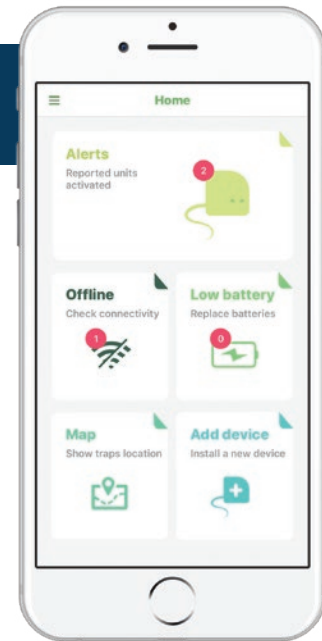 Home
Alerts
Reported units
activated
2
Offline
Check connectivity
1
Low battery
Replace batteries
0
Map
Show traps location
Add device
Install a new device